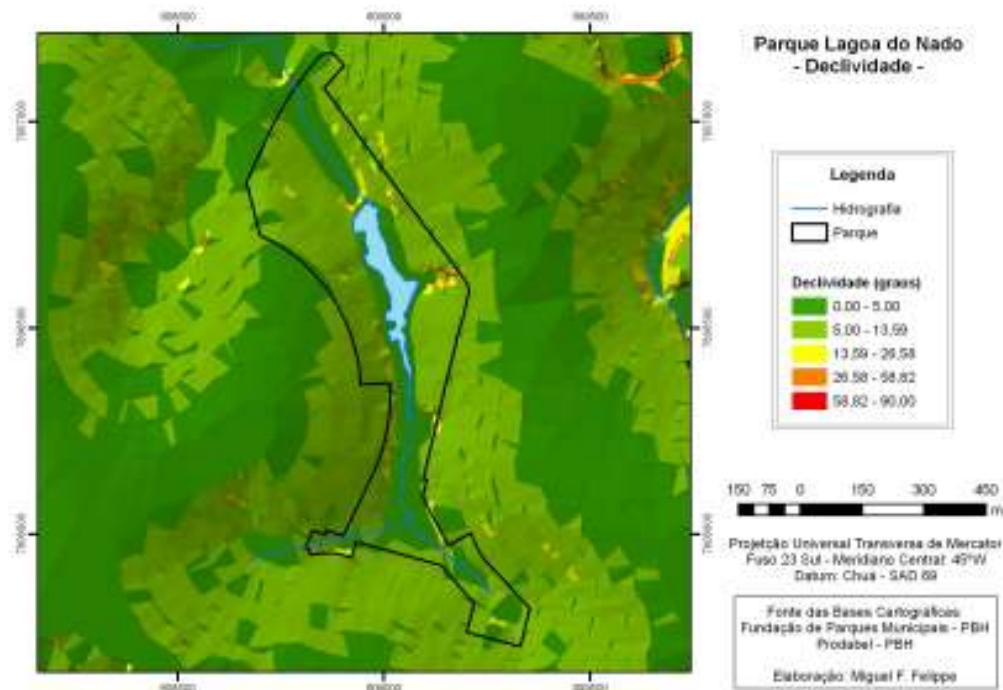 Parque Lagoa do Nado
- Declividade -
Legenda
Hidrografia
Parque
Declividade (graus)
0.00 - 5.00
5.00 - 13.59
13.59 - 26.58
26.58 - 58.82
58.82 - 90.00
150 75 0 150 300 450
m
Projetção Universal Transversa de Mercator
Fuso 23 Sul - Meridiano Central: 45ºW
Datum: Chuá - SAD 69
Fonte das Bases Cartográficas
Fundação de Parques Municipais - PBH
Prodabel - PBH
Elaboração: Miguel F. Felippe